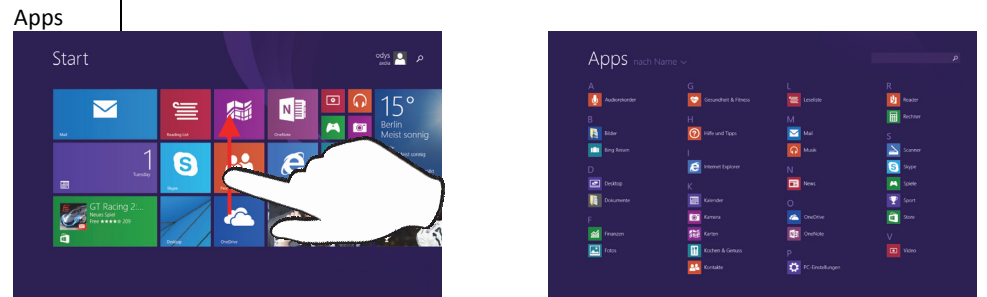 Apps
Start
odys
Mail
Reading List
OneNote
15°
Berlin
Meist sonnig
1
Tuesday
Skype
GT Racing 2:...
Neues Spiel
Free ★★★★★ 209
Desktop
OneDrive
Apps nach Name
A
Audiorekorder
B
Bilder
Bing Reisen
D
Desktop
Dokumente
F
Finanzen
Fotos
G
Gesundheit & Fitness
H
Hilfe und Tipps
I
Internet Explorer
K
Kalender
Kamera
Karten
Kochen & Genuss
Kontakte
L
Leseliste
M
Mail
Musik
N
News
O
OneDrive
OneNote
P
PC-Einstellungen
R
Reader
Rechner
S
Scanner
Skype
Spiele
Sport
Store
V
Video